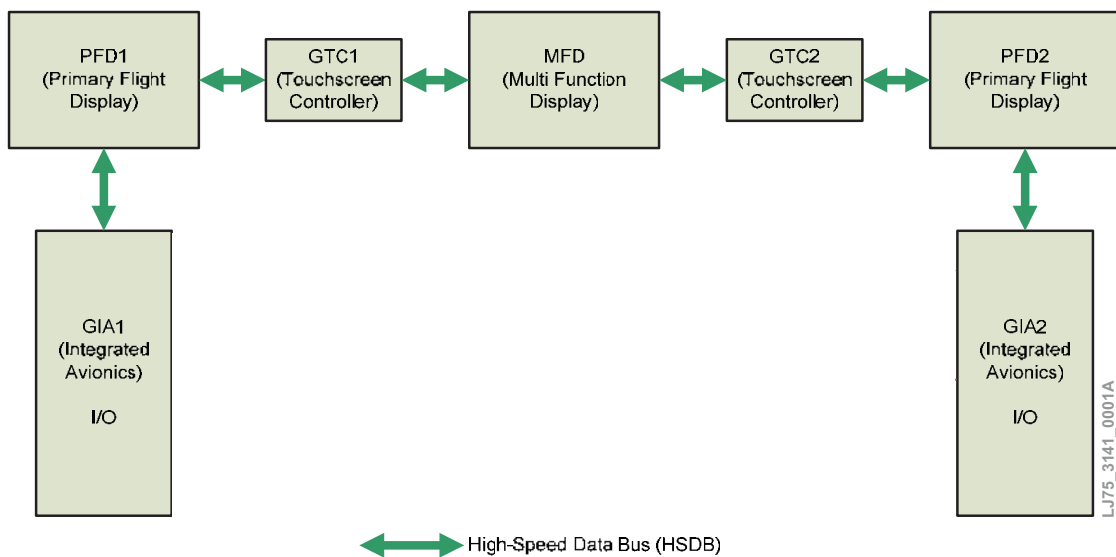 PFD1
(Primary Flight
Display)
GTC1
(Touchscreen
Controller)
MFD
(Multi Function
Display)
GTC2
(Touchscreen
Controller)
PFD2
(Primary Flight
Display)
GIA1
(Integrated
Avionics)
I/O
GIA2
(Integrated
Avionics)
I/O
LJ75_3141_0001A
High-Speed Data Bus (HSDB)